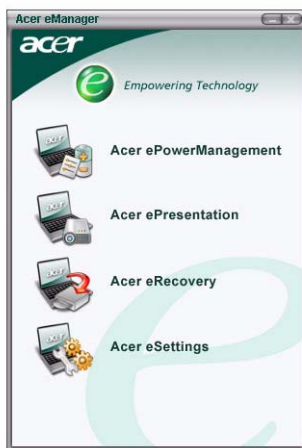 Acer eManager
acer
e Empowering Technology
Acer ePowerManagement
Acer ePresentation
Acer eRecovery
Acer eSettings